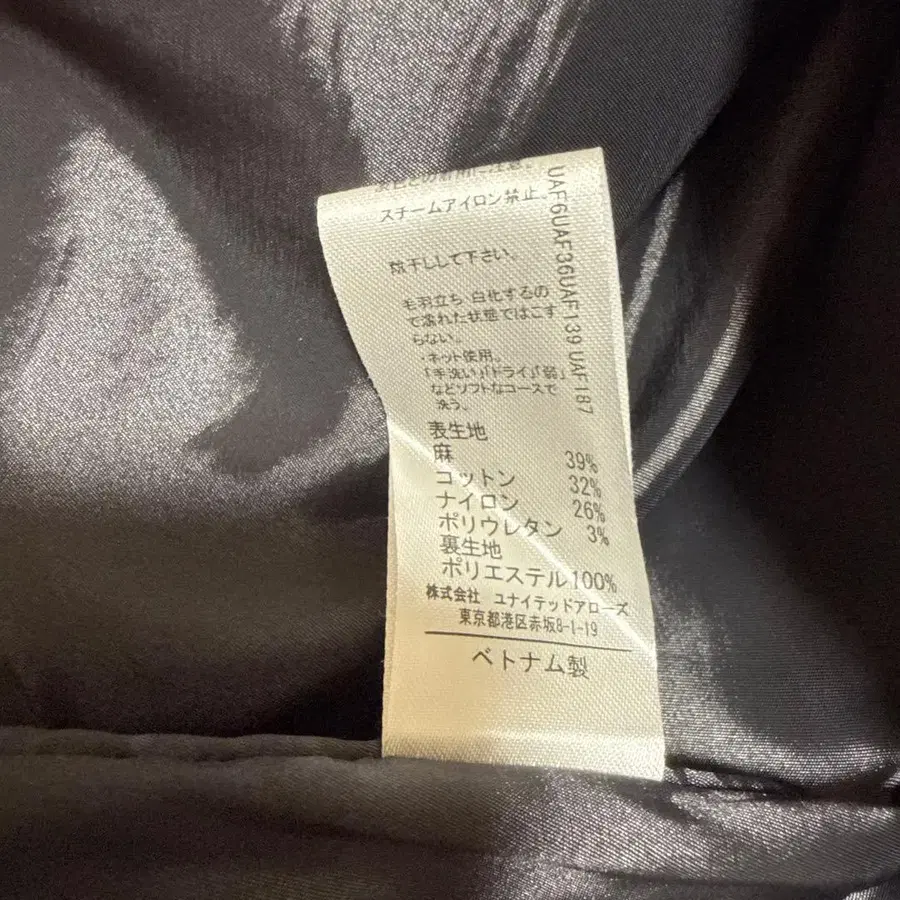 スチームアイロン禁止。
陰干しして下さい。
毛羽立ち 白化するの
で濡れた状態ではこす
らない。
・ネット使用。
「手洗い」「ドライ」「弱」
などソフトなコースで
洗う。
表生地
麻 39%
コットン 32%
ナイロン 26%
ポリウレタン 3%
裏生地
ポリエステル100%
株式会社 ユナイテッドアローズ
東京都港区赤坂8-1-19
ベトナム製
UAF6UAF36UAF139 UAF187